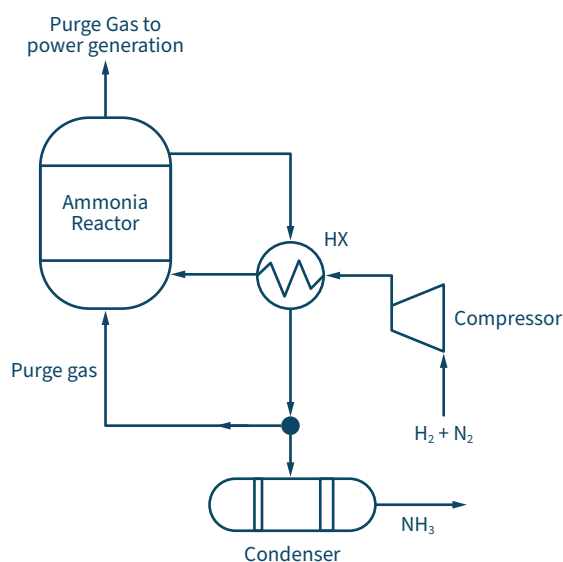 Purge Gas to
power generation
Ammonia
Reactor
HX
Compressor
Purge gas
H₂ + N₂
NH₃
Condenser